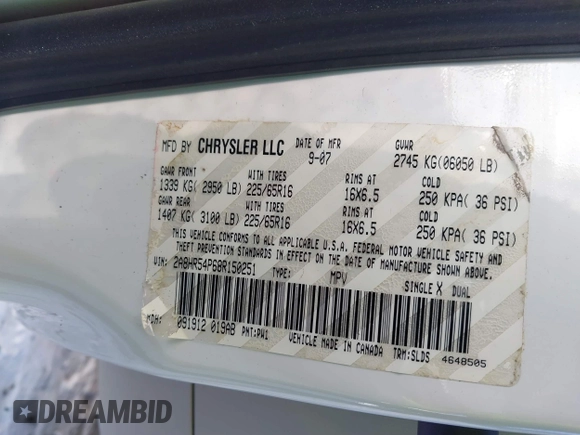 MFD BY CHRYSLER LLC DATE OF MFR 9-07 GVWR 2745 KG(06050 LB)
GAWR FRONT WITH TIRES RIMS AT COLD
1339 KG( 2950 LB) 225/65R16 16X6.5 250 KPA( 36 PSI)
GAWR REAR WITH TIRES RIMS AT COLD
1407 KG( 3100 LB) 225/65R16 16X6.5 250 KPA( 36 PSI)
THIS VEHICLE CONFORMS TO ALL APPLICABLE U.S.A. FEDERAL MOTOR VEHICLE SAFETY AND
THEFT PREVENTION STANDARDS IN EFFECT ON THE DATE OF MANUFACTURE SHOWN ABOVE.
VIN: 2A8HR54P68R150251 TYPE: MPV SINGLE X DUAL
MDH: 091912 019AB PNT:PW1 VEHICLE MADE IN CANADA TRM:SLDS 4648505
DREAMBID